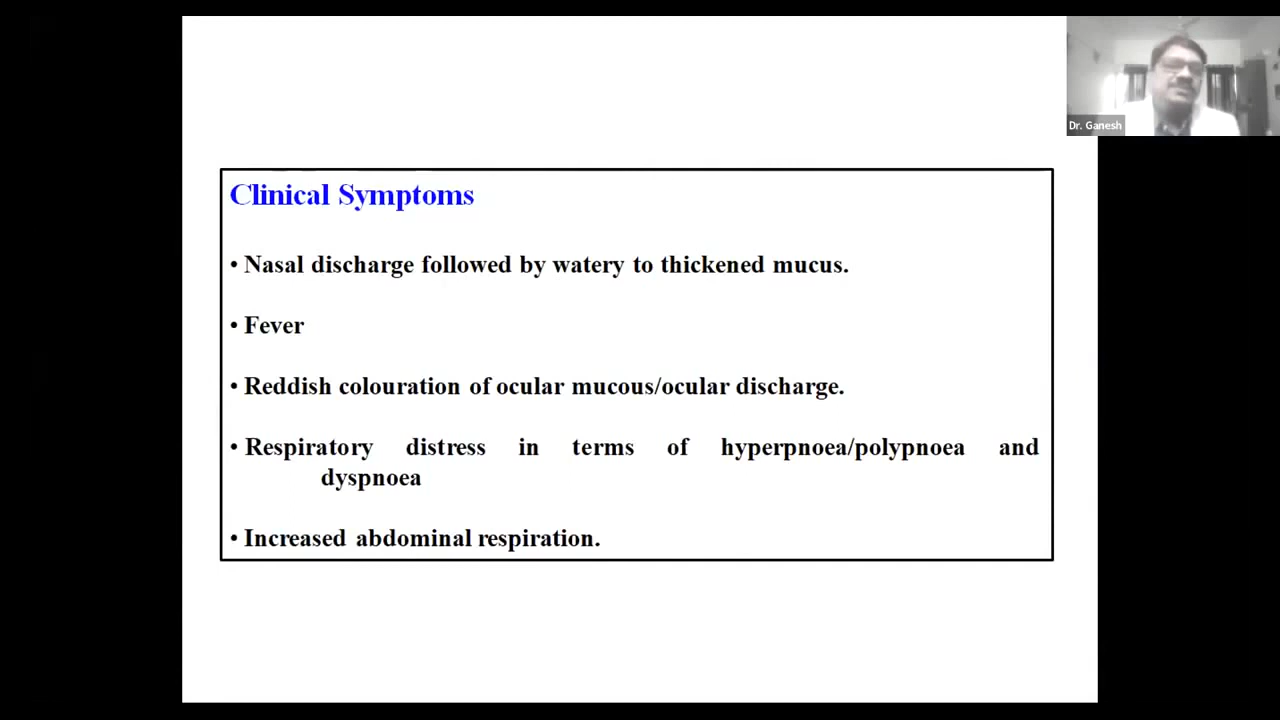 Dr. Ganesh
Clinical Symptoms
• Nasal discharge followed by watery to thickened mucus.
• Fever
• Reddish colouration of ocular mucous/ocular discharge.
• Respiratory distress in terms of hyperpnoea/polypnoea and
dyspnoea
• Increased abdominal respiration.